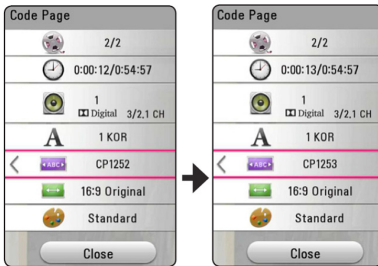 Code Page
2/2
0:00:12/0:54:57
1
Digital 3/2,1 CH
A 1 KOR
ABC CP1252
16:9 Original
Standard
Close
Code Page
2/2
0:00:13/0:54:57
1
Digital 3/2,1 CH
A 1 KOR
ABC CP1253
16:9 Original
Standard
Close